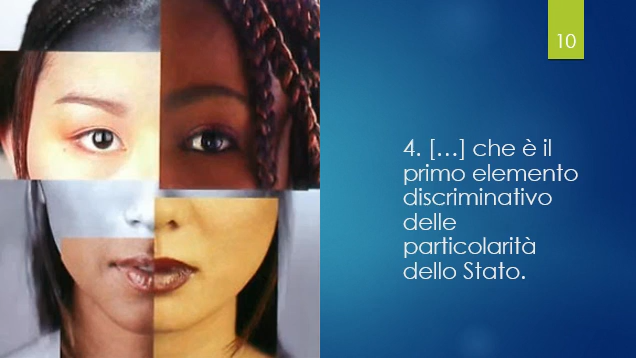 10
4. […] che è il
primo elemento
discriminativo
delle
particolarità
dello Stato.